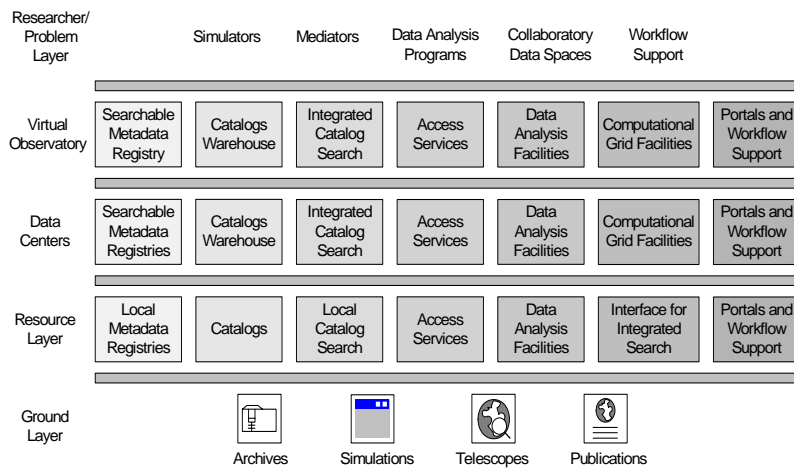 Researcher/
Problem
Layer
Simulators
Mediators
Data Analysis
Programs
Collaboratory
Data Spaces
Workflow
Support
Virtual
Observatory
Searchable
Metadata
Registry
Catalogs
Warehouse
Integrated
Catalog
Search
Access
Services
Data
Analysis
Facilities
Computational
Grid Facilities
Portals and
Workflow
Support
Data
Centers
Searchable
Metadata
Registries
Catalogs
Warehouse
Integrated
Catalog
Search
Access
Services
Data
Analysis
Facilities
Computational
Grid Facilities
Portals and
Workflow
Support
Resource
Layer
Local
Metadata
Registries
Catalogs
Local
Catalog
Search
Access
Services
Data
Analysis
Facilities
Interface for
Integrated
Search
Portals and
Workflow
Support
Ground
Layer
Archives
Simulations
Telescopes
Publications